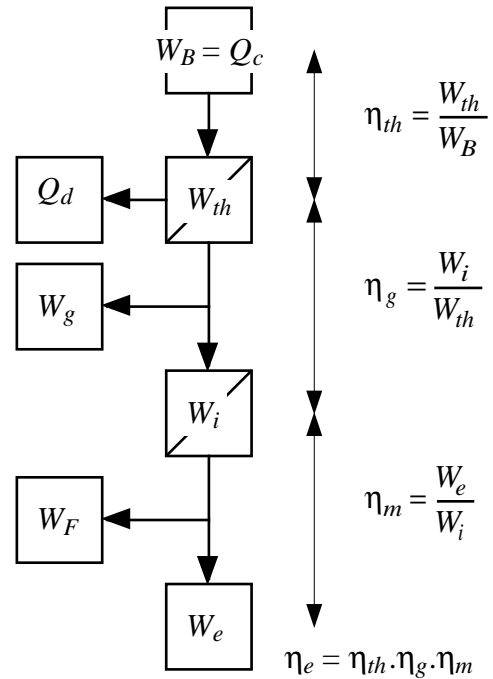 W_B = Q_c
η_th = W_th / W_B
Q_d
W_th
W_g
η_g = W_i / W_th
W_i
W_F
η_m = W_e / W_i
W_e
η_e = η_th.η_g.η_m